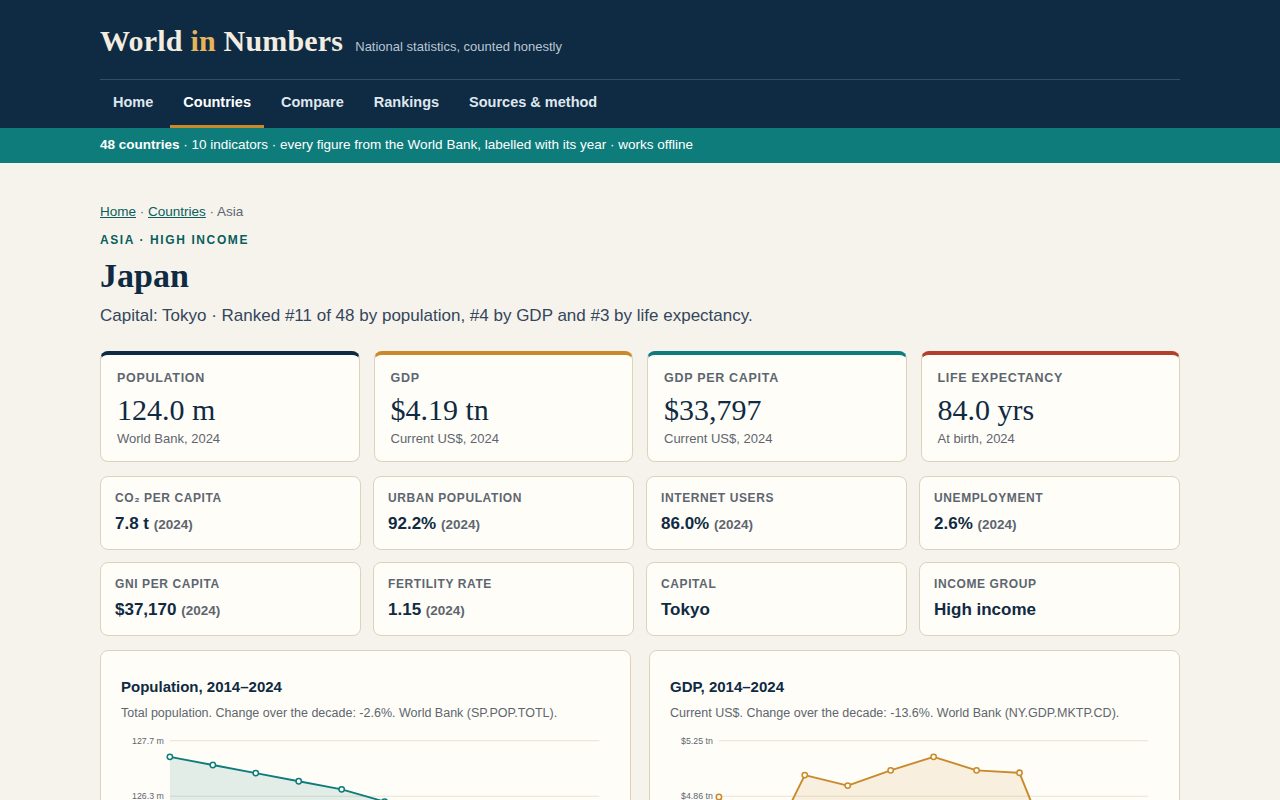 World in Numbers National statistics, counted honestly
Home Countries Compare Rankings Sources & method
48 countries · 10 indicators · every figure from the World Bank, labelled with its year · works offline
Home · Countries · Asia
ASIA · HIGH INCOME
Japan
Capital: Tokyo · Ranked #11 of 48 by population, #4 by GDP and #3 by life expectancy.
POPULATION
124.0 m
World Bank, 2024
GDP
$4.19 tn
Current US$, 2024
GDP PER CAPITA
$33,797
Current US$, 2024
LIFE EXPECTANCY
84.0 yrs
At birth, 2024
CO₂ PER CAPITA
7.8 t (2024)
URBAN POPULATION
92.2% (2024)
INTERNET USERS
86.0% (2024)
UNEMPLOYMENT
2.6% (2024)
GNI PER CAPITA
$37,170 (2024)
FERTILITY RATE
1.15 (2024)
CAPITAL
Tokyo
INCOME GROUP
High income
Population, 2014–2024
Total population. Change over the decade: -2.6%. World Bank (SP.POP.TOTL).
127.7 m
126.3 m
GDP, 2014–2024
Current US$. Change over the decade: -13.6%. World Bank (NY.GDP.MKTP.CD).
$5.25 tn
$4.86 tn